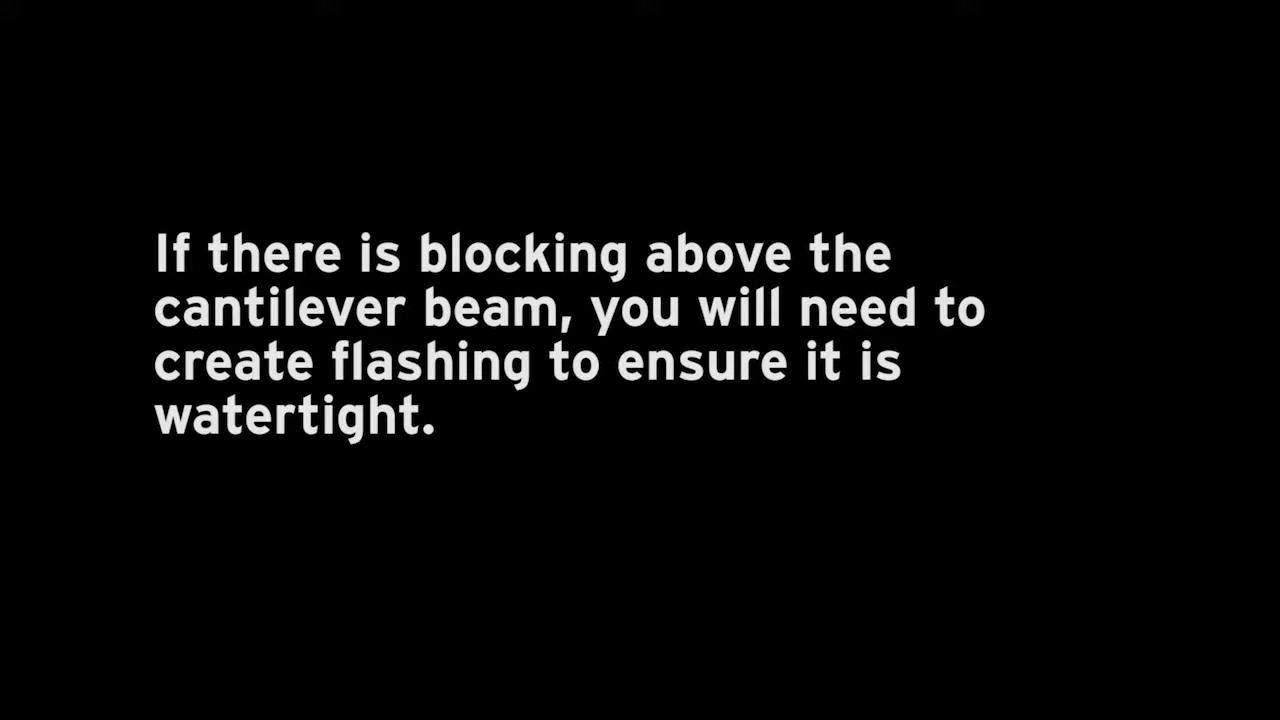 If there is blocking above the
cantilever beam, you will need to
create flashing to ensure it is
watertight.